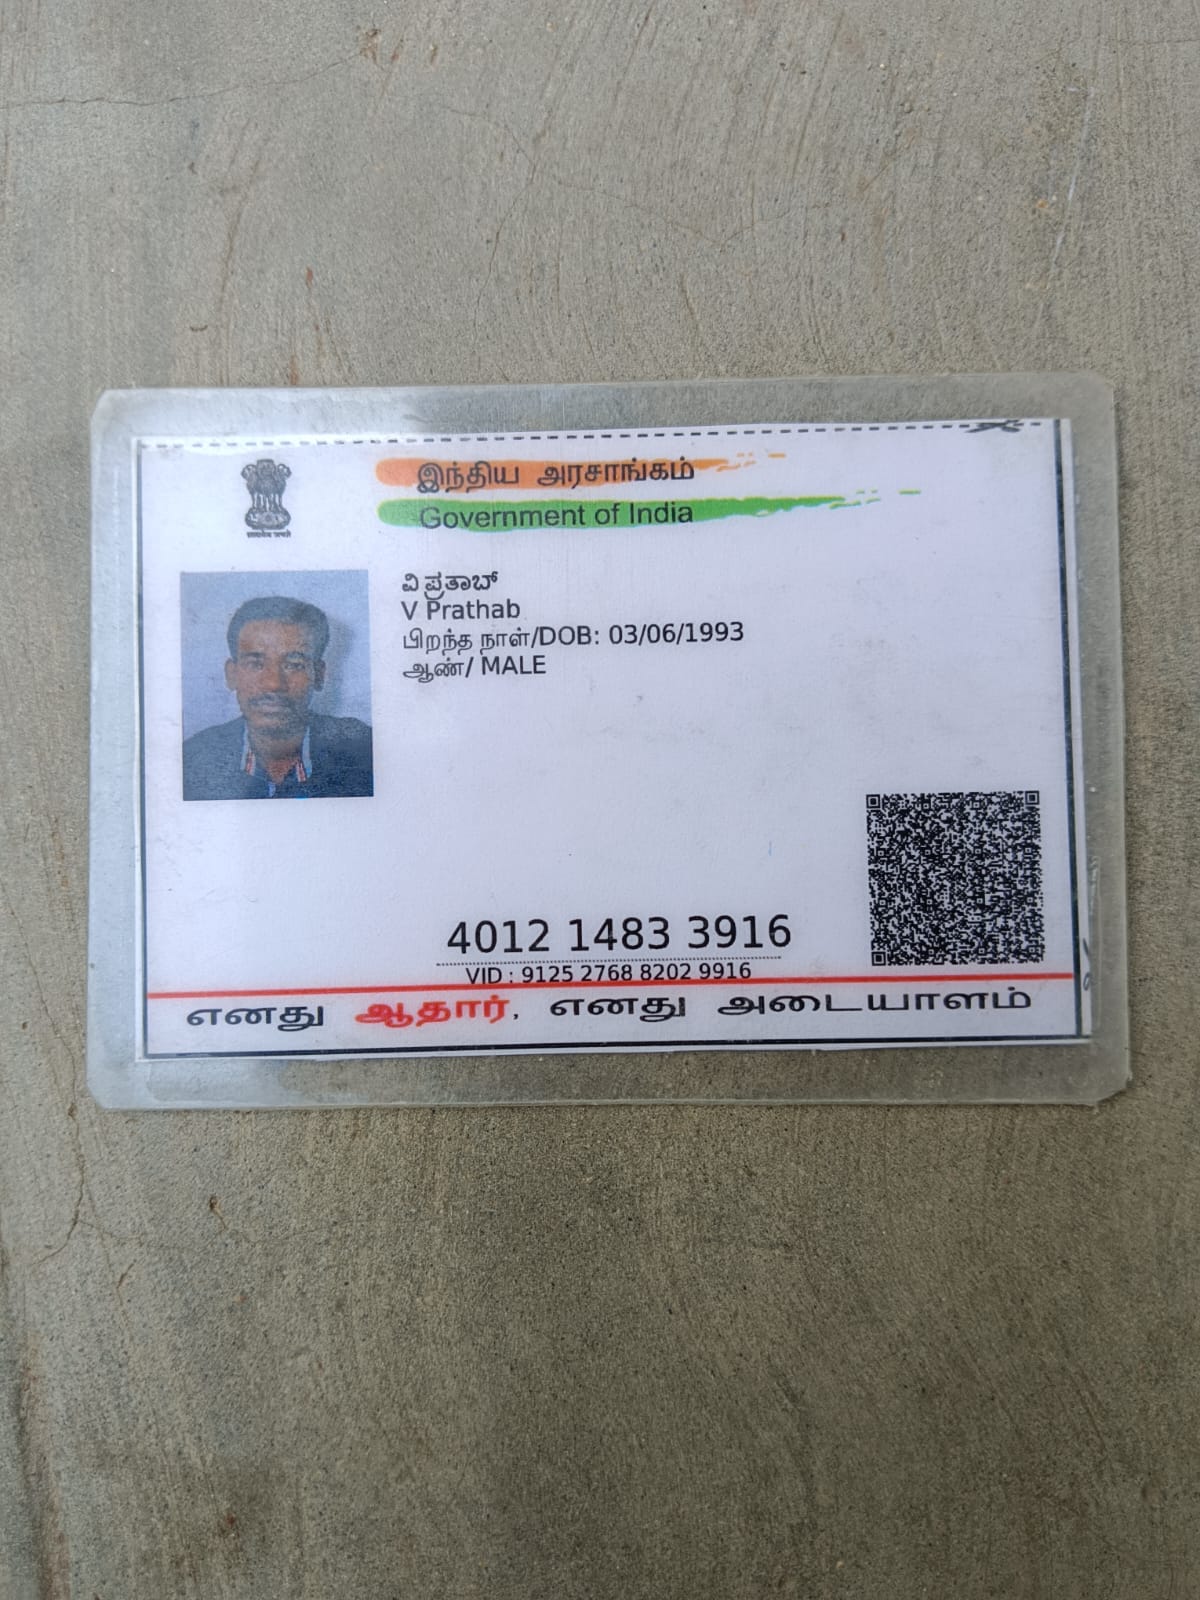 இந்திய அரசாங்கம்
Government of India
V Prathab
பிறந்த நாள்/DOB: 03/06/1993
ஆண்/ MALE
4012 1483 3916
VID : 9125 2768 8202 9916
எனது ஆதார், எனது அடையாளம்